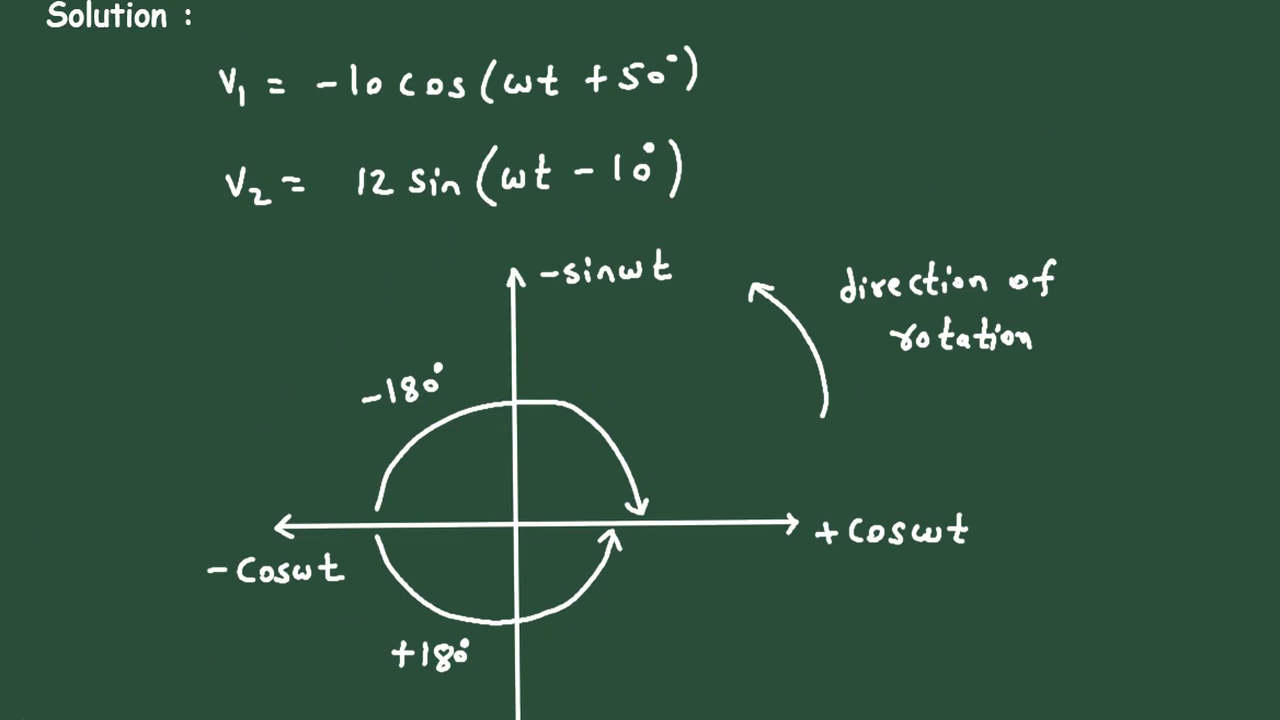 Solution :
V₁ = -10 cos (ωt + 50°)
V₂ = 12 sin (ωt - 10°)
-sinωt
direction of
rotation
-180°
+cosωt
-cosωt
+180°